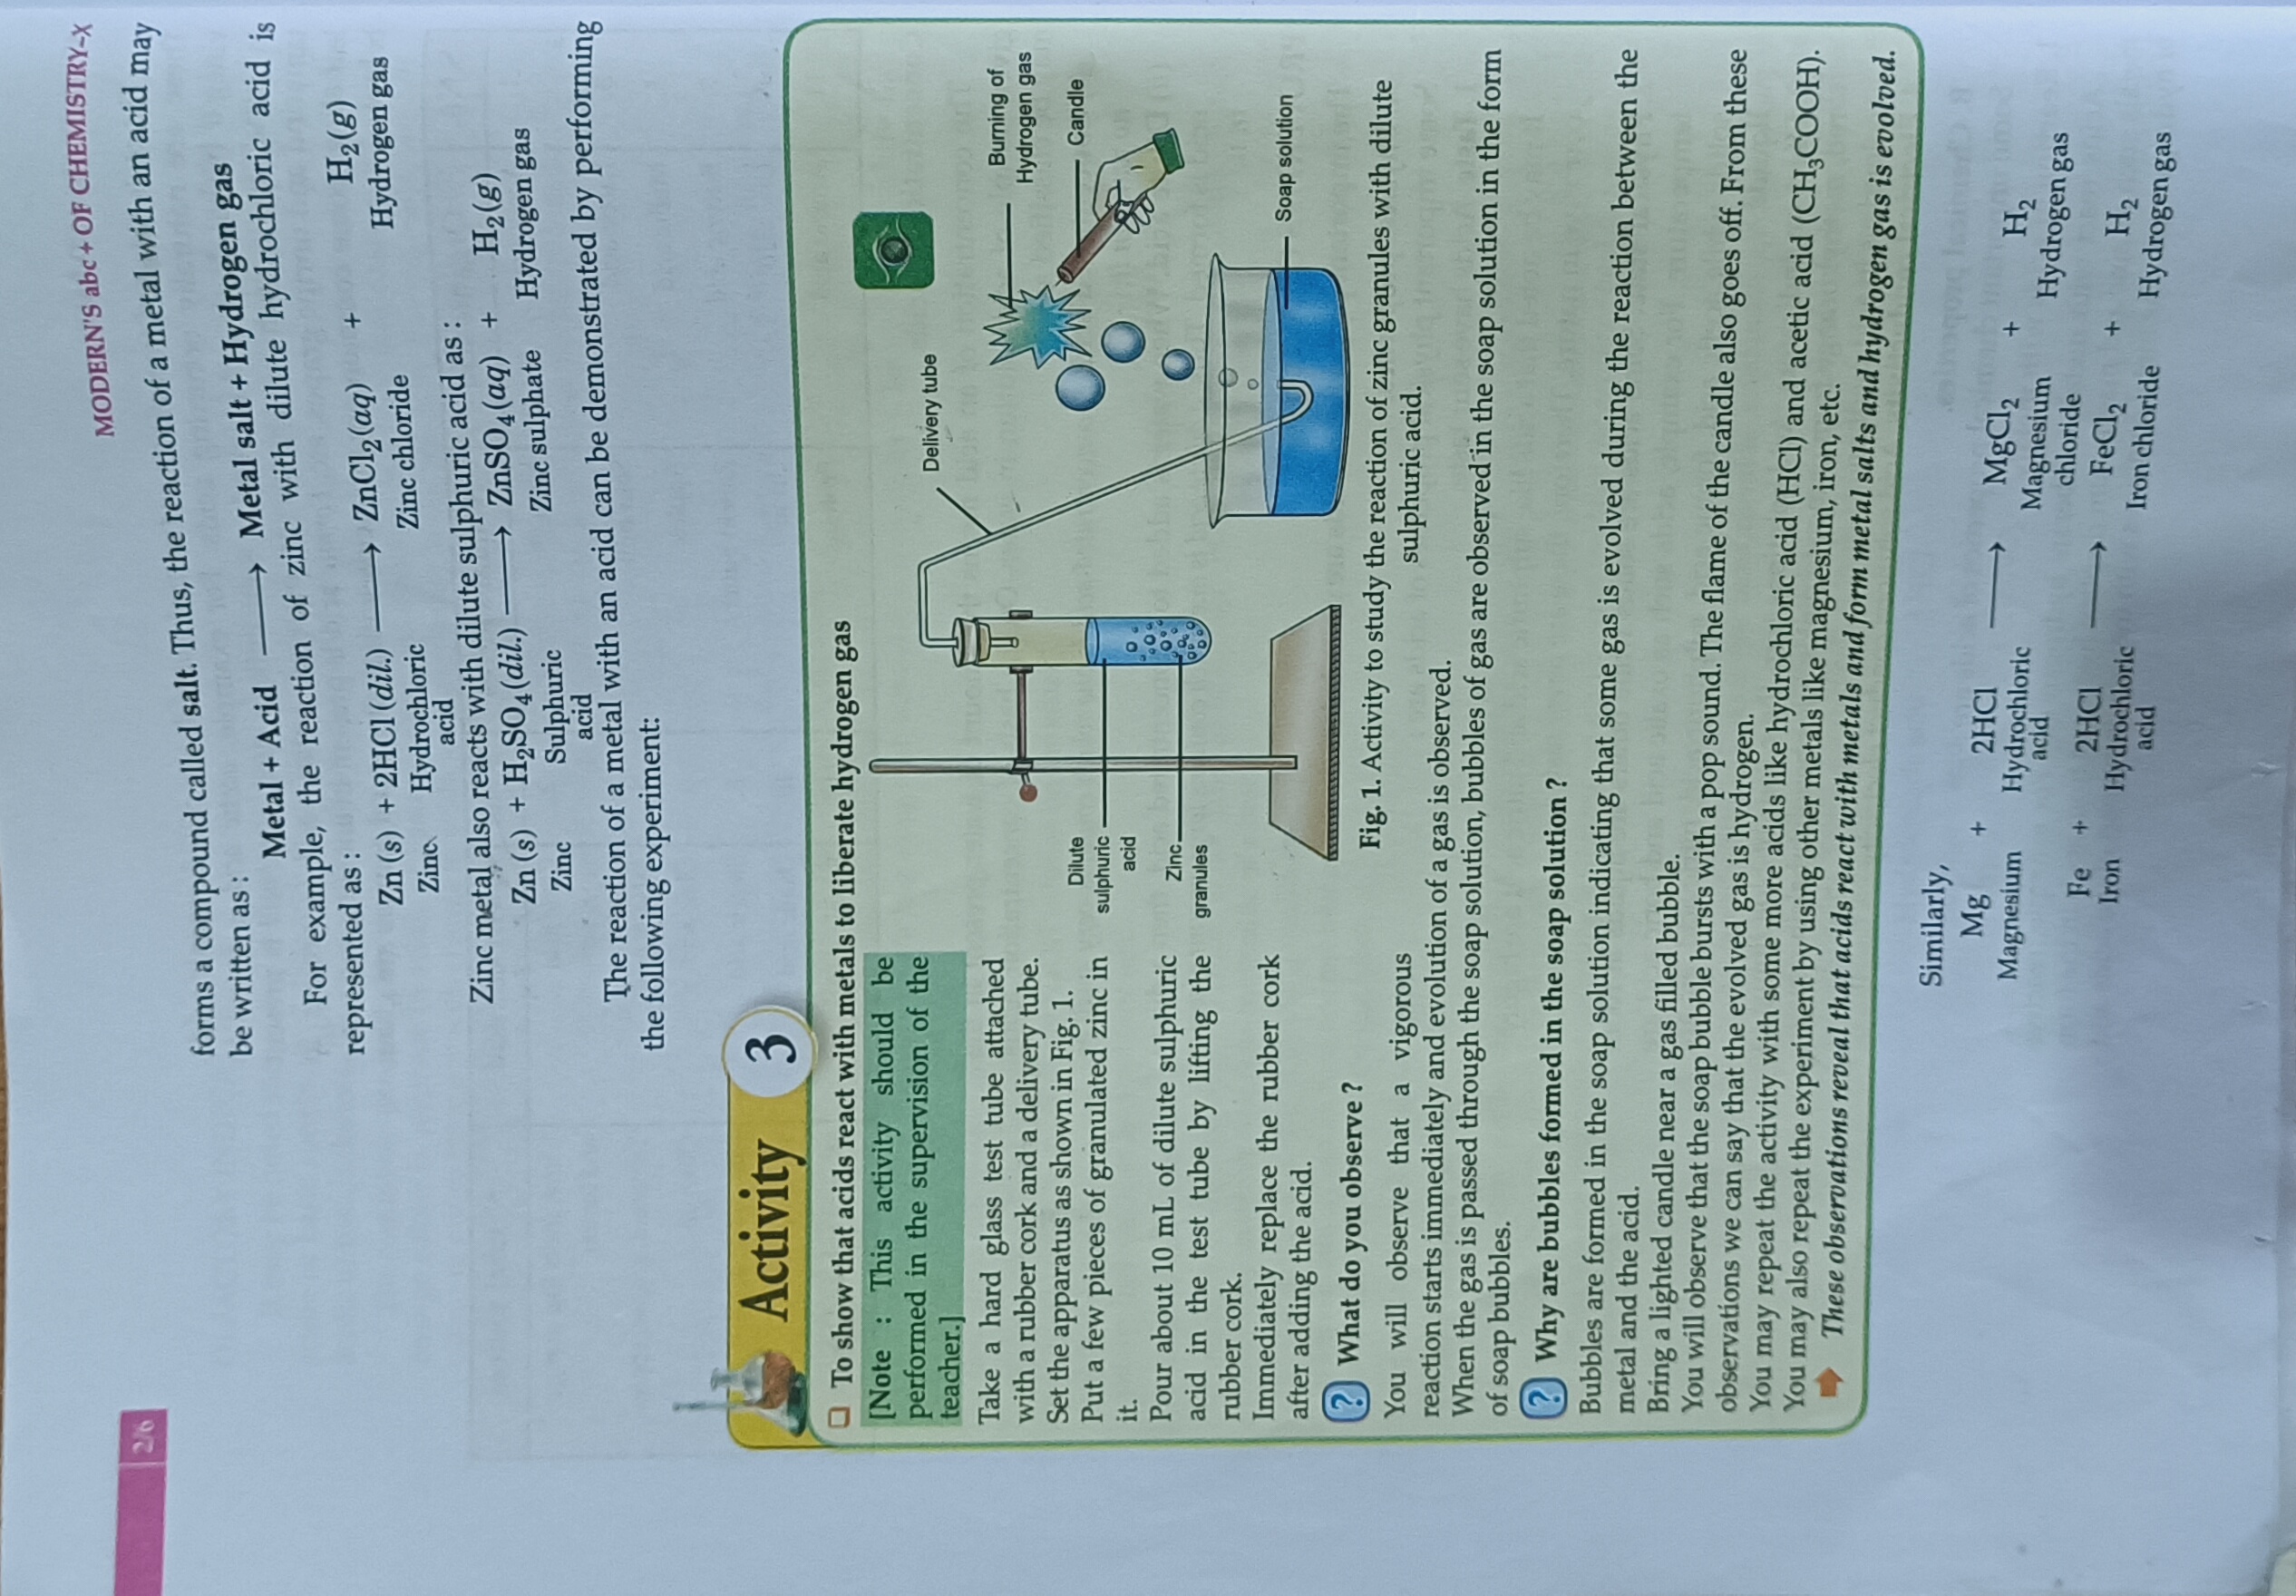 2/6
MODERN'S abc + OF CHEMISTRY–X
forms a compound called salt. Thus, the reaction of a metal with an acid may
be written as :
Metal + Acid ⟶ Metal salt + Hydrogen gas
For example, the reaction of zinc with dilute hydrochloric acid is
represented as :
Zn (s) + 2HCl (dil.) ⟶ ZnCl₂(aq) + H₂(g)
Zinc Hydrochloric Zinc chloride Hydrogen gas
acid
Zinc metal also reacts with dilute sulphuric acid as :
Zn (s) + H₂SO₄ (dil.) ⟶ ZnSO₄ (aq) + H₂(g)
Zinc Sulphuric Zinc sulphate Hydrogen gas
acid
The reaction of a metal with an acid can be demonstrated by performing
the following experiment:
Activity 3
To show that acids react with metals to liberate hydrogen gas
[Note : This activity should be
performed in the supervision of the
teacher.]
Take a hard glass test tube attached
with a rubber cork and a delivery tube.
Set the apparatus as shown in Fig. 1.
Put a few pieces of granulated zinc in
it.
Pour about 10 mL of dilute sulphuric
acid in the test tube by lifting the
rubber cork.
Immediately replace the rubber cork
after adding the acid.
? What do you observe ?
You will observe that a vigorous
Delivery tube
Burning of
Hydrogen gas
Candle
Dilute
sulphuric
acid
Zinc
granules
Soap solution
Fig. 1. Activity to study the reaction of zinc granules with dilute
sulphuric acid.
reaction starts immediately and evolution of a gas is observed.
When the gas is passed through the soap solution, bubbles of gas are observed in the soap solution in the form
of soap bubbles.
? Why are bubbles formed in the soap solution ?
Bubbles are formed in the soap solution indicating that some gas is evolved during the reaction between the
metal and the acid.
Bring a lighted candle near a gas filled bubble.
You will observe that the soap bubble bursts with a pop sound. The flame of the candle also goes off. From these
observations we can say that the evolved gas is hydrogen.
You may repeat the activity with some more acids like hydrochloric acid (HCl) and acetic acid (CH₃COOH).
You may also repeat the experiment by using other metals like magnesium, iron, etc.
These observations reveal that acids react with metals and form metal salts and hydrogen gas is evolved.
Similarly,
Mg + 2HCl ⟶ MgCl₂ + H₂
Magnesium Hydrochloric Magnesium Hydrogen gas
acid chloride
Fe + 2HCl ⟶ FeCl₂ + H₂
Iron Hydrochloric Iron chloride Hydrogen gas
acid